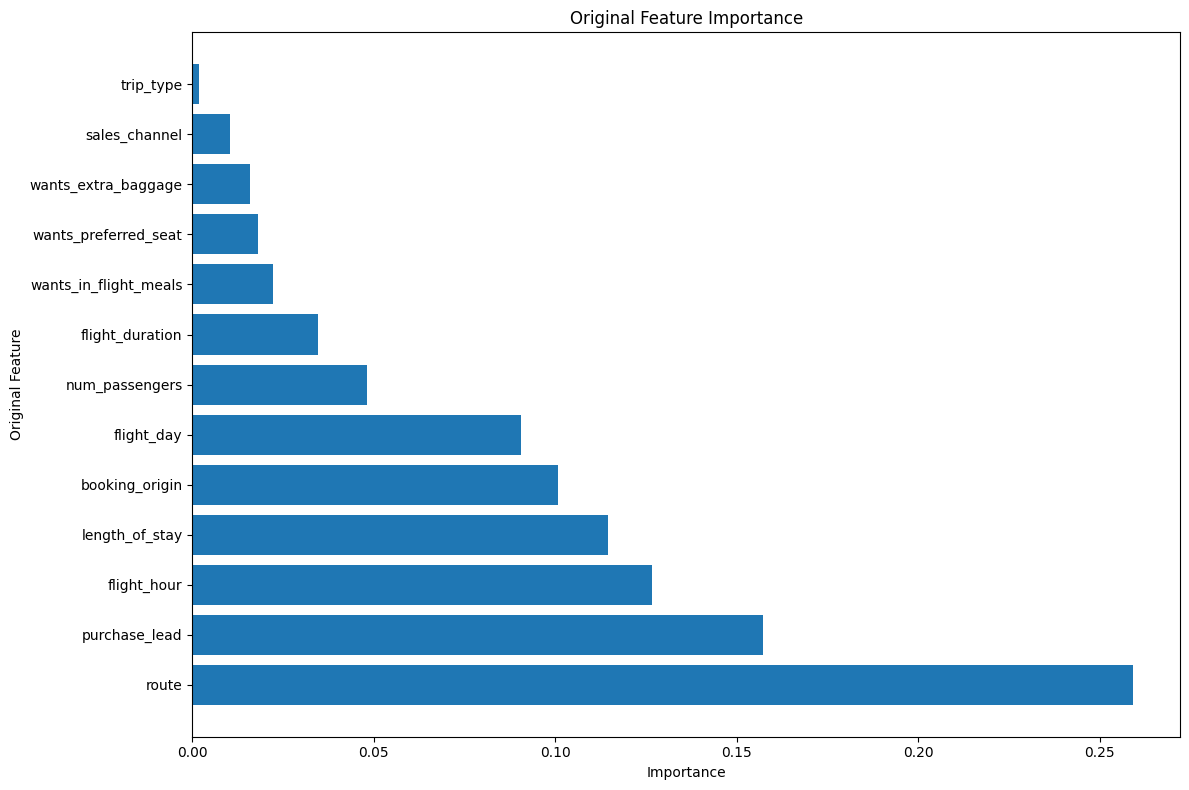 Original Feature Importance
Original Feature
trip_type
sales_channel
wants_extra_baggage
wants_preferred_seat
wants_in_flight_meals
flight_duration
num_passengers
flight_day
booking_origin
length_of_stay
flight_hour
purchase_lead
route
0.00 0.05 0.10 0.15 0.20 0.25
Importance